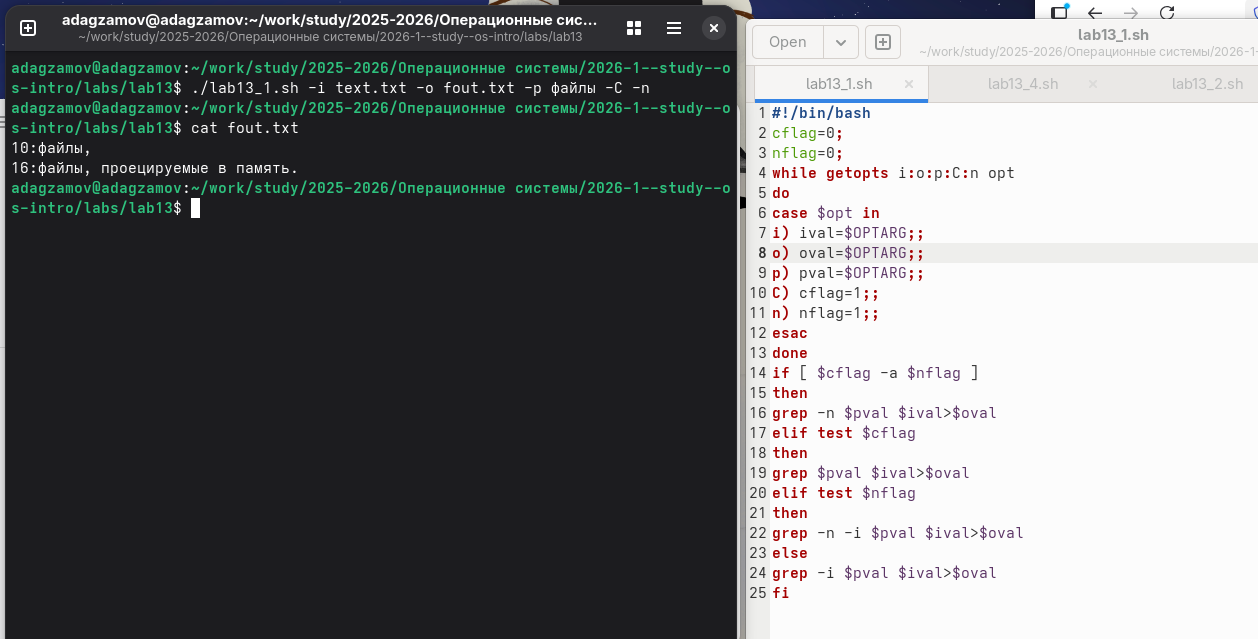 adagzamov@adagzamov:~/work/study/2025-2026/Операционные сис...
~/work/study/2025-2026/Операционные системы/2026-1--study--os-intro/labs/lab13
adagzamov@adagzamov:~/work/study/2025-2026/Операционные системы/2026-1--study--o
s-intro/labs/lab13$ ./lab13_1.sh -i text.txt -o fout.txt -p файлы -C -n
adagzamov@adagzamov:~/work/study/2025-2026/Операционные системы/2026-1--study--o
s-intro/labs/lab13$ cat fout.txt
10:файлы,
16:файлы, проецируемые в память.
adagzamov@adagzamov:~/work/study/2025-2026/Операционные системы/2026-1--study--o
s-intro/labs/lab13$
Open
lab13_1.sh
~/work/study/2025-2026/Операционные системы/2026-1-
lab13_1.sh × lab13_4.sh × lab13_2.sh
1 #!/bin/bash
2 cflag=0;
3 nflag=0;
4 while getopts i:o:p:C:n opt
5 do
6 case $opt in
7 i) ival=$OPTARG;;
8 o) oval=$OPTARG;;
9 p) pval=$OPTARG;;
10 C) cflag=1;;
11 n) nflag=1;;
12 esac
13 done
14 if [ $cflag -a $nflag ]
15 then
16 grep -n $pval $ival>$oval
17 elif test $cflag
18 then
19 grep $pval $ival>$oval
20 elif test $nflag
21 then
22 grep -n -i $pval $ival>$oval
23 else
24 grep -i $pval $ival>$oval
25 fi